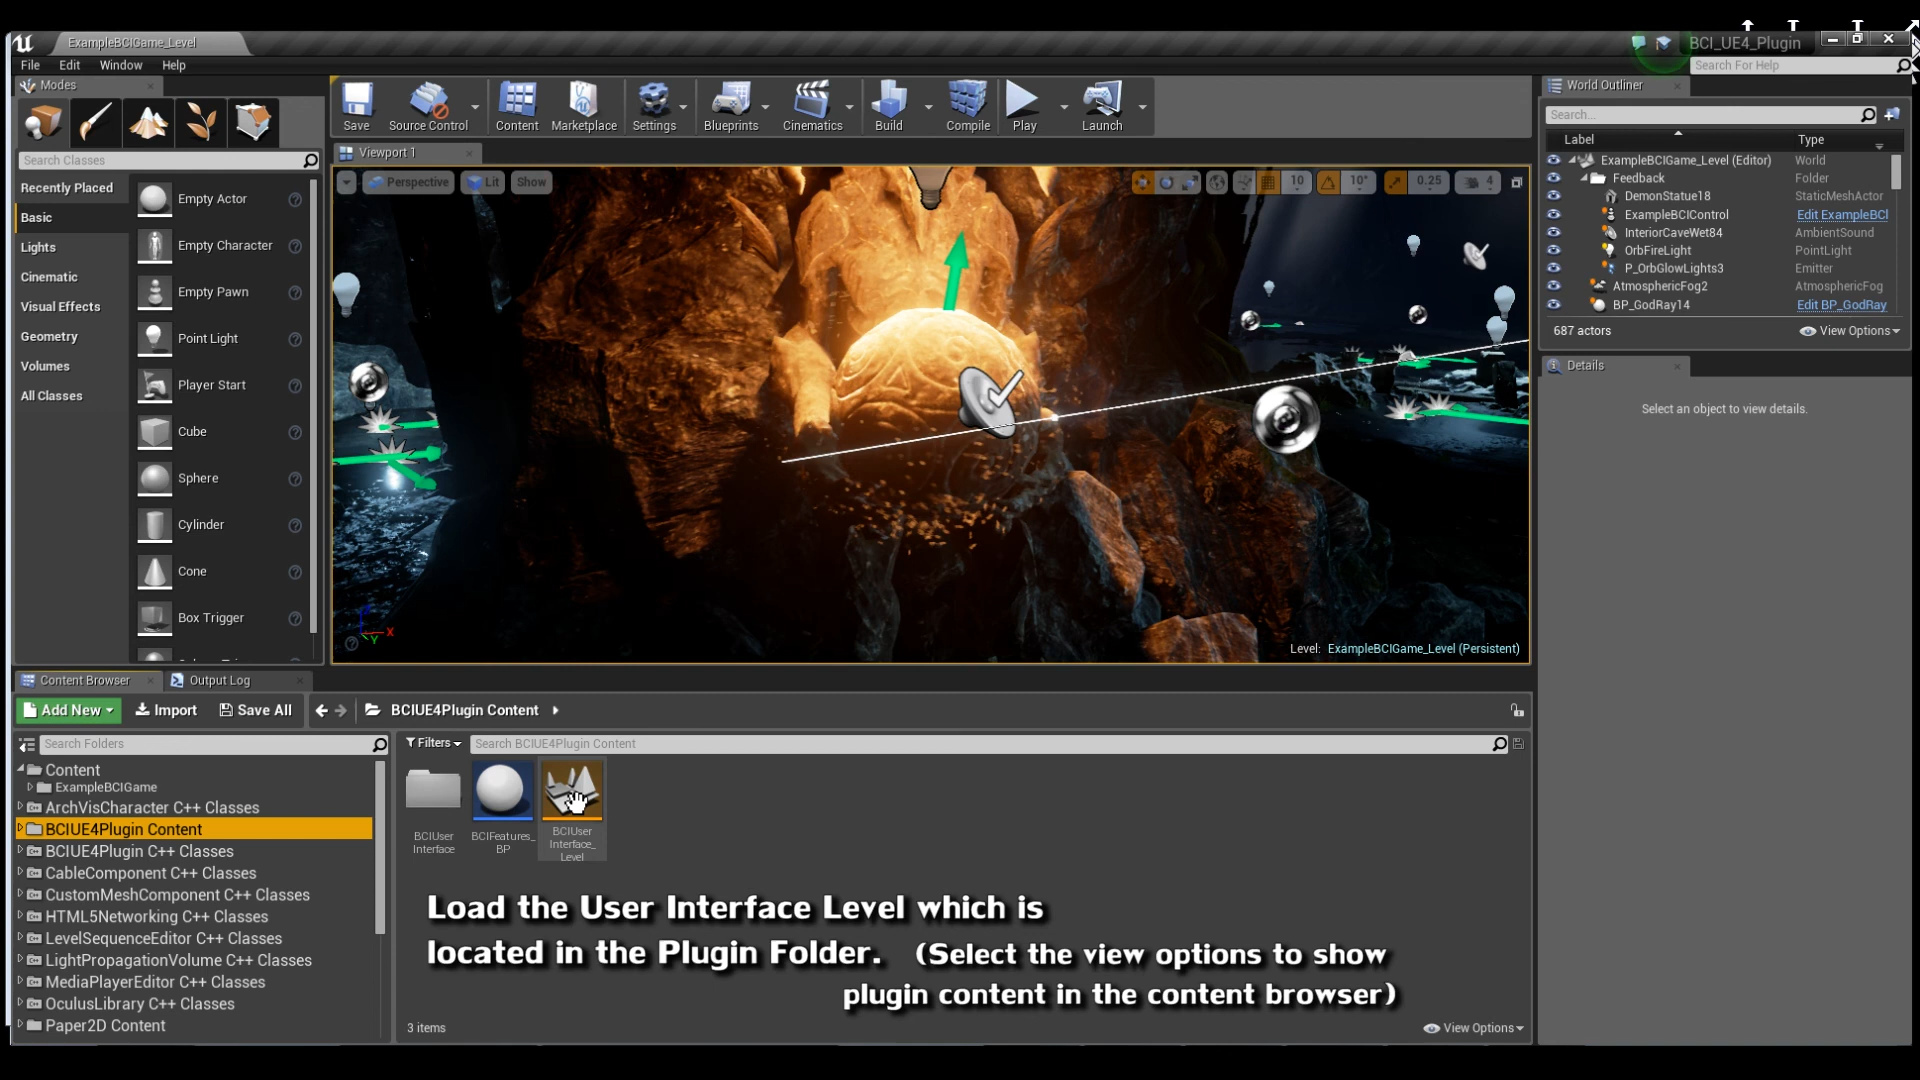 ExampleBCIGame_Level
BCI_UE4_Plugin
File Edit Window Help
Search For Help
Modes
Search Classes
Recently Placed
Basic
Lights
Cinematic
Visual Effects
Geometry
Volumes
All Classes
Empty Actor
Empty Character
Empty Pawn
Point Light
Player Start
Cube
Sphere
Cylinder
Cone
Box Trigger
Save
Source Control
Content
Marketplace
Settings
Blueprints
Cinematics
Build
Compile
Play
Launch
Viewport 1
Perspective Lit Show
10 10° 0.25 4
X
Y
Level: ExampleBCIGame_Level (Persistent)
World Outliner
Search...
Label Type
ExampleBCIGame_Level (Editor) World
Feedback Folder
DemonStatue18 StaticMeshActor
ExampleBCIControl Edit ExampleBCI
InteriorCaveWet84 AmbientSound
OrbFireLight PointLight
P_OrbGlowLights3 Emitter
AtmosphericFog2 AtmosphericFog
BP_GodRay14 Edit BP_GodRay
687 actors View Options
Details
Select an object to view details.
Content Browser Output Log
Add New Import Save All BCIUE4Plugin Content
Search Folders
Content
ExampleBCIGame
ArchVisCharacter C++ Classes
BCIUE4Plugin Content
BCIUE4Plugin C++ Classes
CableComponent C++ Classes
CustomMeshComponent C++ Classes
HTML5Networking C++ Classes
LevelSequenceEditor C++ Classes
LightPropagationVolume C++ Classes
MediaPlayerEditor C++ Classes
OculusLibrary C++ Classes
Paper2D Content
Filters Search BCIUE4Plugin Content
BCIUser
Interface
BCIFeatures_
BP
BCIUser
Interface_
Level
Load the User Interface Level which is
located in the Plugin Folder. (Select the view options to show
plugin content in the content browser)
3 items View Options